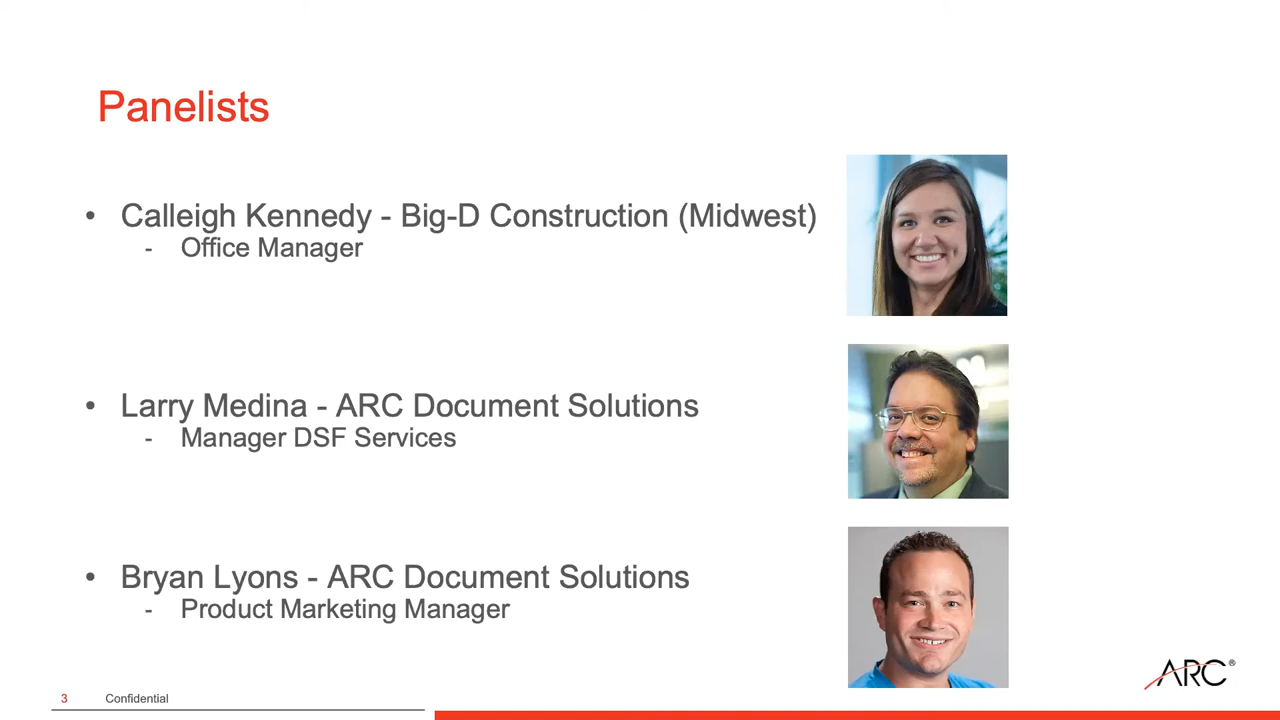 Panelists
• Calleigh Kennedy - Big-D Construction (Midwest)
- Office Manager
• Larry Medina - ARC Document Solutions
- Manager DSF Services
• Bryan Lyons - ARC Document Solutions
- Product Marketing Manager
ARC®
3 Confidential